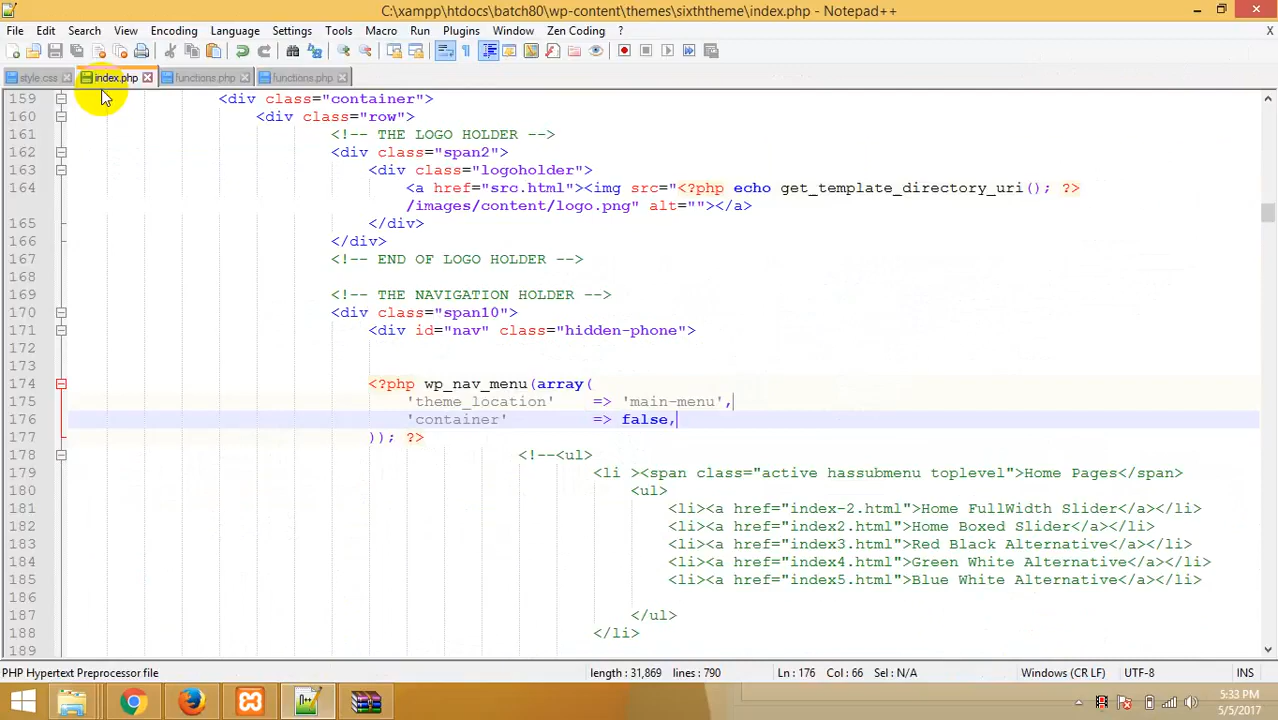 C:\xampp\htdocs\batch80\wp-content\themes\sixththeme\index.php - Notepad++
File Edit Search View Encoding Language Settings Tools Macro Run Plugins Window Zen Coding ? X
style.css index.php functions.php functions.php
159 <div class="container">
160 <div class="row">
161 <!-- THE LOGO HOLDER -->
162 <div class="span2">
163 <div class="logoholder">
164 <a href="src.html"><img src="<?php echo get_template_directory_uri(); ?>
/images/content/logo.png" alt=""></a>
165 </div>
166 </div>
167 <!-- END OF LOGO HOLDER -->
168
169 <!-- THE NAVIGATION HOLDER -->
170 <div class="span10">
171 <div id="nav" class="hidden-phone">
172
173
174 <?php wp_nav_menu(array(
175 'theme_location' => 'main-menu',
176 'container' => false,
177 )); ?>
178 <!--<ul>
179 <li ><span class="active hassubmenu toplevel">Home Pages</span>
180 <ul>
181 <li><a href="index-2.html">Home FullWidth Slider</a></li>
182 <li><a href="index2.html">Home Boxed Slider</a></li>
183 <li><a href="index3.html">Red Black Alternative</a></li>
184 <li><a href="index4.html">Green White Alternative</a></li>
185 <li><a href="index5.html">Blue White Alternative</a></li>
186
187 </ul>
188 </li>
189
PHP Hypertext Preprocessor file length : 31,869 lines : 790 Ln : 176 Col : 66 Sel : N/A Windows (CR LF) UTF-8 INS
5:33 PM
5/5/2017